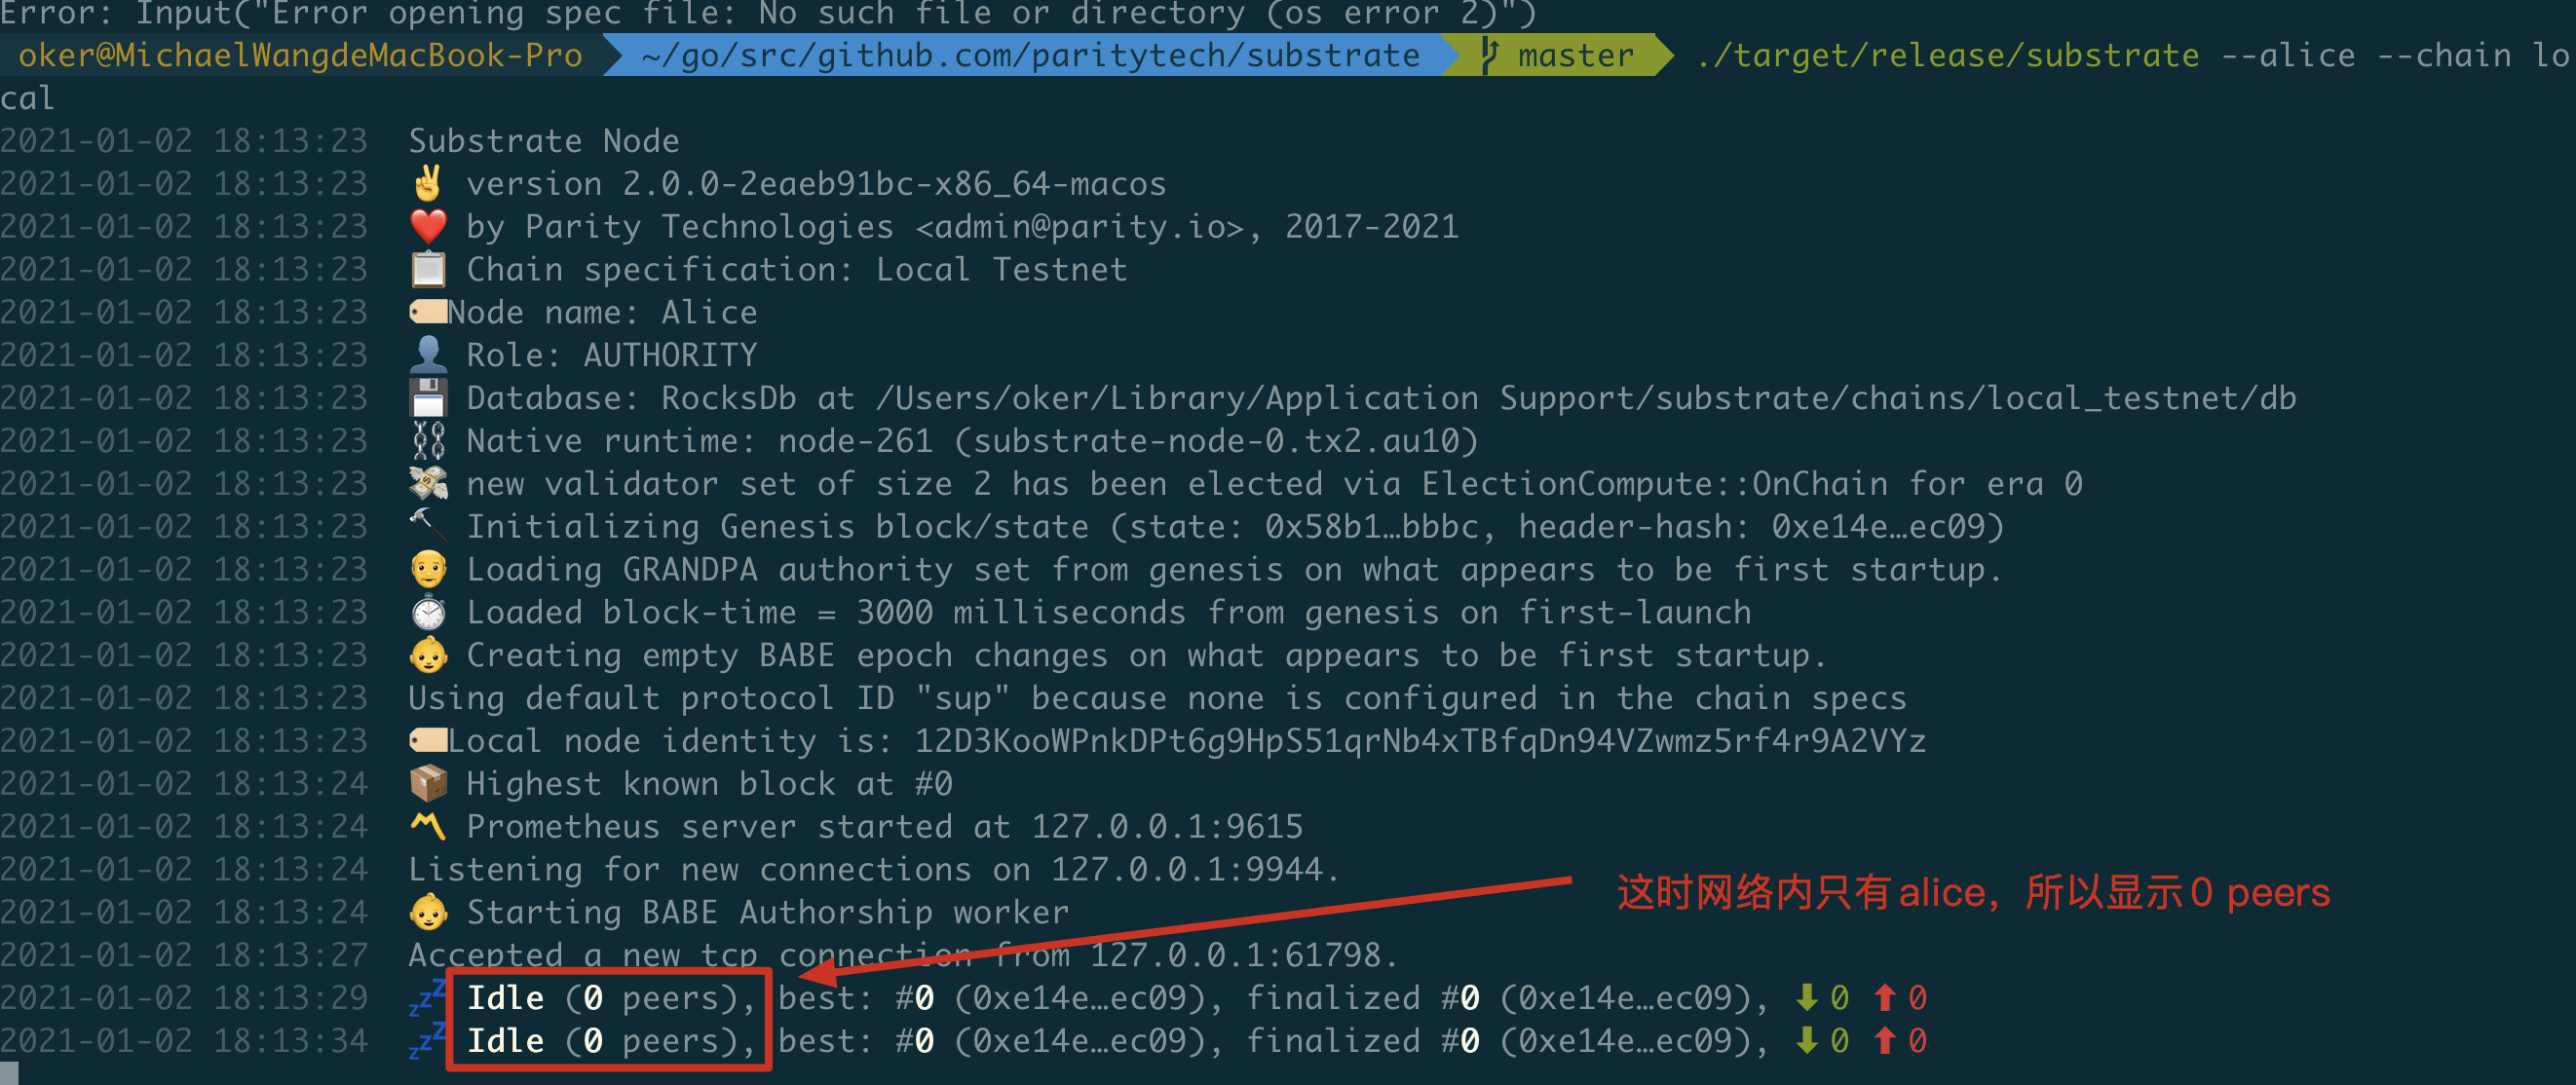 Error: Input("Error opening spec file: No such file or directory (os error 2)")
oker@MichaelWangdeMacBook-Pro ~/go/src/github.com/paritytech/substrate master ./target/release/substrate --alice --chain lo
cal
2021-01-02 18:13:23 Substrate Node
2021-01-02 18:13:23 ✌️ version 2.0.0-2eaeb91bc-x86_64-macos
2021-01-02 18:13:23 ❤️ by Parity Technologies <admin@parity.io>, 2017-2021
2021-01-02 18:13:23 📋 Chain specification: Local Testnet
2021-01-02 18:13:23 🏷 Node name: Alice
2021-01-02 18:13:23 👤 Role: AUTHORITY
2021-01-02 18:13:23 💾 Database: RocksDb at /Users/oker/Library/Application Support/substrate/chains/local_testnet/db
2021-01-02 18:13:23 ⛓ Native runtime: node-261 (substrate-node-0.tx2.au10)
2021-01-02 18:13:23 💸 new validator set of size 2 has been elected via ElectionCompute::OnChain for era 0
2021-01-02 18:13:23 🔨 Initializing Genesis block/state (state: 0x58b1…bbbc, header-hash: 0xe14e…ec09)
2021-01-02 18:13:23 👴 Loading GRANDPA authority set from genesis on what appears to be first startup.
2021-01-02 18:13:23 ⏱ Loaded block-time = 3000 milliseconds from genesis on first-launch
2021-01-02 18:13:23 👶 Creating empty BABE epoch changes on what appears to be first startup.
2021-01-02 18:13:23 Using default protocol ID "sup" because none is configured in the chain specs
2021-01-02 18:13:23 🏷 Local node identity is: 12D3KooWPnkDPt6g9HpS51qrNb4xTBfqDn94VZwmz5rf4r9A2VYz
2021-01-02 18:13:24 📦 Highest known block at #0
2021-01-02 18:13:24 〽️ Prometheus server started at 127.0.0.1:9615
2021-01-02 18:13:24 Listening for new connections on 127.0.0.1:9944.
这时网络内只有alice，所以显示0 peers
2021-01-02 18:13:24 👶 Starting BABE Authorship worker
2021-01-02 18:13:27 Accepted a new tcp connection from 127.0.0.1:61798.
2021-01-02 18:13:29 💤 Idle (0 peers), best: #0 (0xe14e…ec09), finalized #0 (0xe14e…ec09), ⬇ 0 ⬆ 0
2021-01-02 18:13:34 💤 Idle (0 peers), best: #0 (0xe14e…ec09), finalized #0 (0xe14e…ec09), ⬇ 0 ⬆ 0